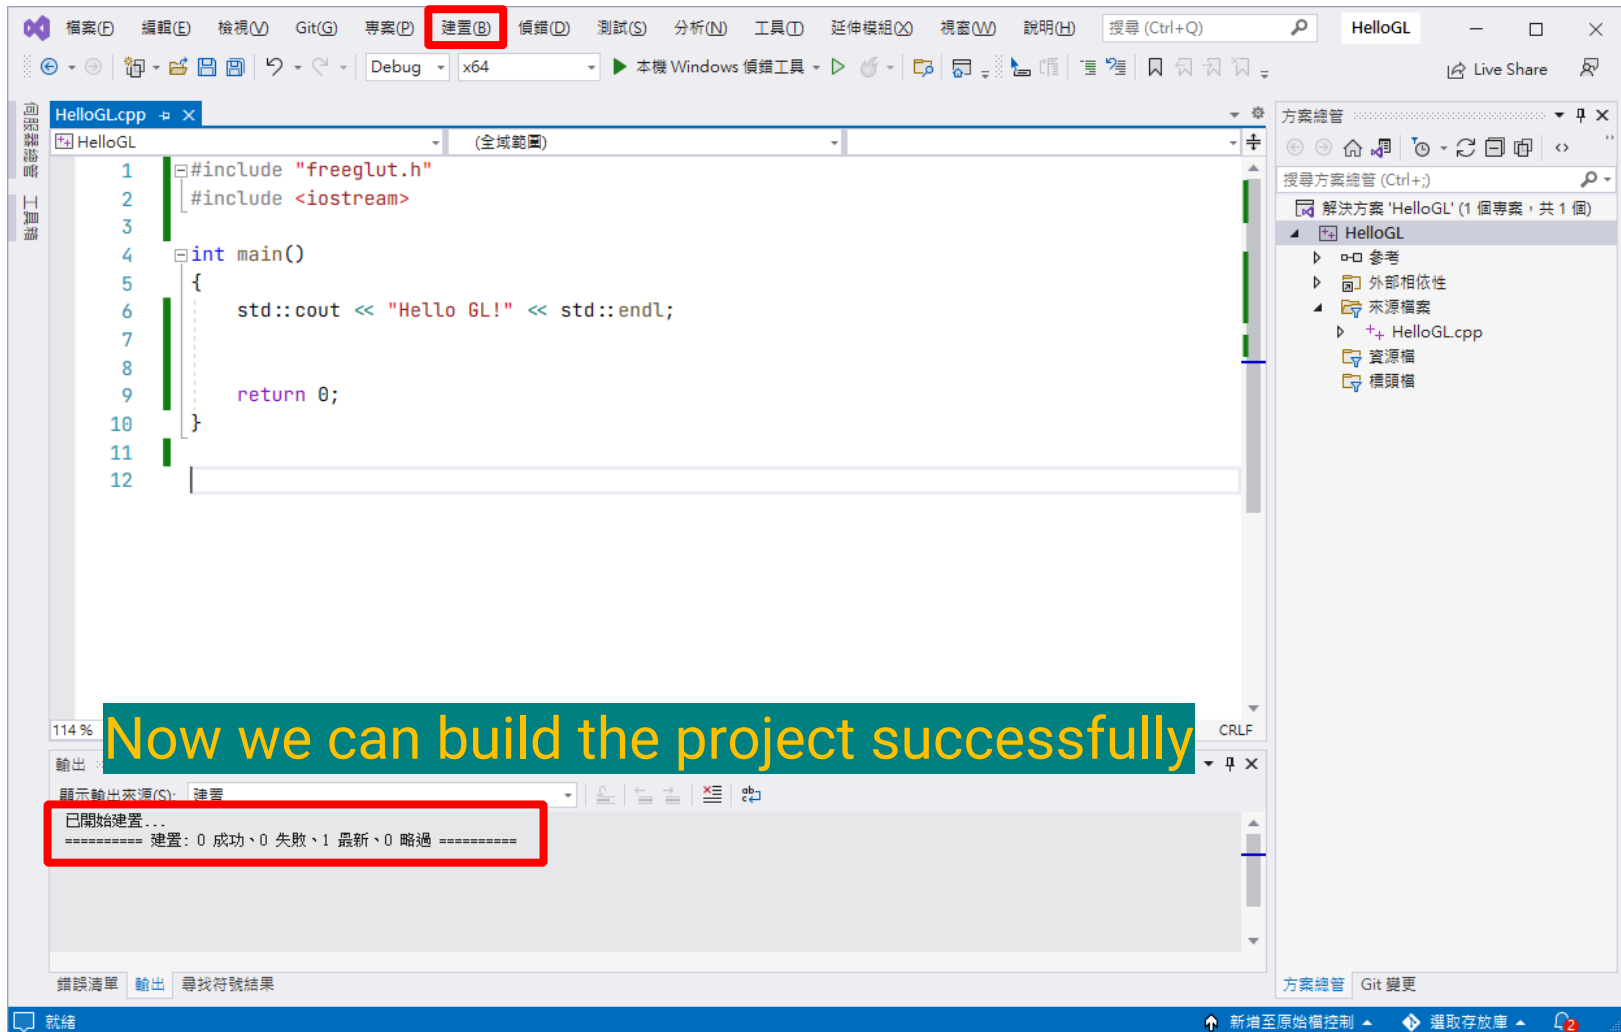 檔案(F) 編輯(E) 檢視(V) Git(G) 專案(P) 建置(B) 偵錯(D) 測試(S) 分析(N) 工具(T) 延伸模組(X) 視窗(W) 說明(H) 搜尋 (Ctrl+Q) HelloGL
Debug x64 本機 Windows 偵錯工具 Live Share
伺服器總管
工具箱
HelloGL.cpp
HelloGL (全域範圍)
1 #include "freeglut.h"
2 #include <iostream>
3
4 int main()
5 {
6 std::cout << "Hello GL!" << std::endl;
7
8
9 return 0;
10 }
11
12
114 % CRLF
Now we can build the project successfully
輸出
顯示輸出來源(S): 建置
已開始建置...
========== 建置: 0 成功、0 失敗、1 最新、0 略過 ==========
錯誤清單 輸出 尋找符號結果
方案總管
搜尋方案總管 (Ctrl+;)
解決方案 'HelloGL' (1 個專案，共 1 個)
HelloGL
參考
外部相依性
來源檔案
HelloGL.cpp
資源檔
標頭檔
方案總管 Git 變更
就緒 新增至原始檔控制 選取存放庫 2